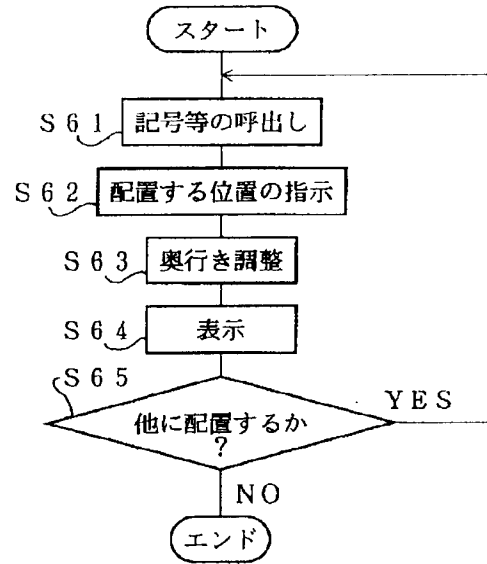 スタート
S61 記号等の呼出し
S62 配置する位置の指示
S63 奥行き調整
S64 表示
S65
他に配置するか
?
YES
NO
エンド